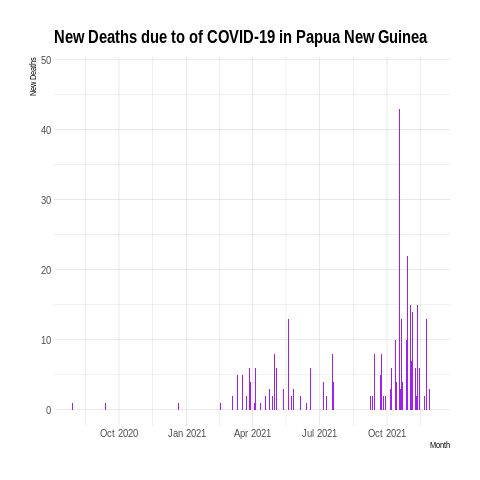 New Deaths due to of COVID-19 in Papua New Guinea
New Deaths
50
40
30
20
10
0
Oct 2020 Jan 2021 Apr 2021 Jul 2021 Oct 2021
Month